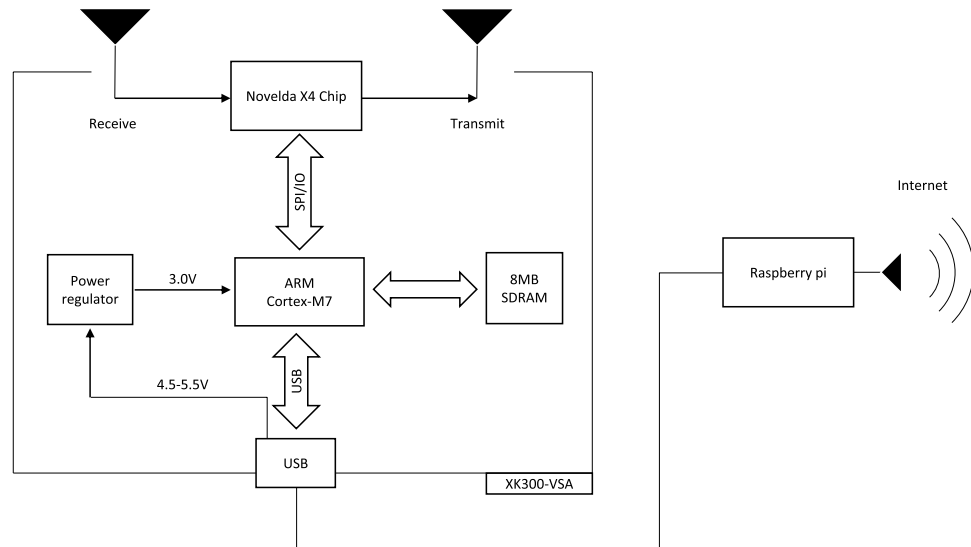 Novelda X4 Chip
Receive
Transmit
SPI/IO
Internet
Raspberry pi
Power
regulator
3.0V
ARM
Cortex-M7
8MB
SDRAM
4.5-5.5V
USB
USB
XK300-VSA